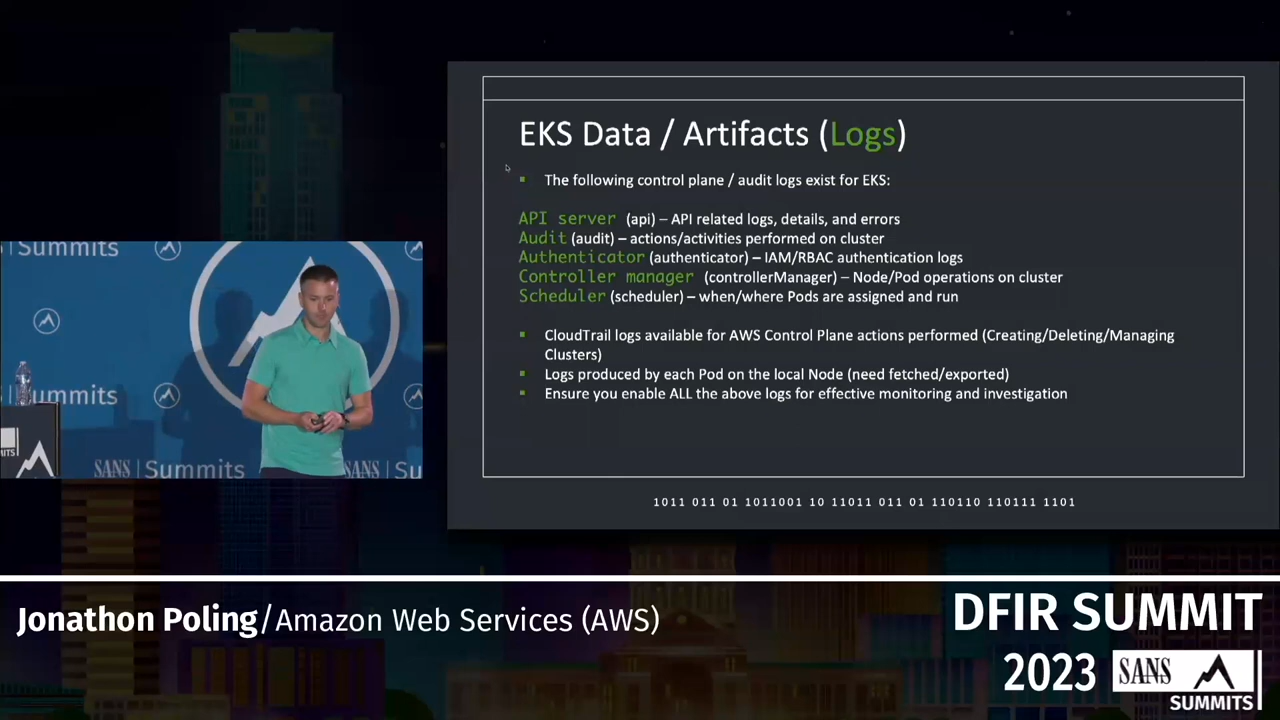 EKS Data / Artifacts (Logs)
The following control plane / audit logs exist for EKS:
API server (api) – API related logs, details, and errors
Audit (audit) – actions/activities performed on cluster
Authenticator (authenticator) – IAM/RBAC authentication logs
Controller manager (controllerManager) – Node/Pod operations on cluster
Scheduler (scheduler) – when/where Pods are assigned and run
CloudTrail logs available for AWS Control Plane actions performed (Creating/Deleting/Managing
Clusters)
Logs produced by each Pod on the local Node (need fetched/exported)
Ensure you enable ALL the above logs for effective monitoring and investigation
1011 011 01 1011001 10 11011 011 01 110110 110111 1101
Summits
ummits
MITS
SANS Summits
SANS Su
Jonathon Poling/Amazon Web Services (AWS)
DFIR SUMMIT
2023 SANS
SUMMITS